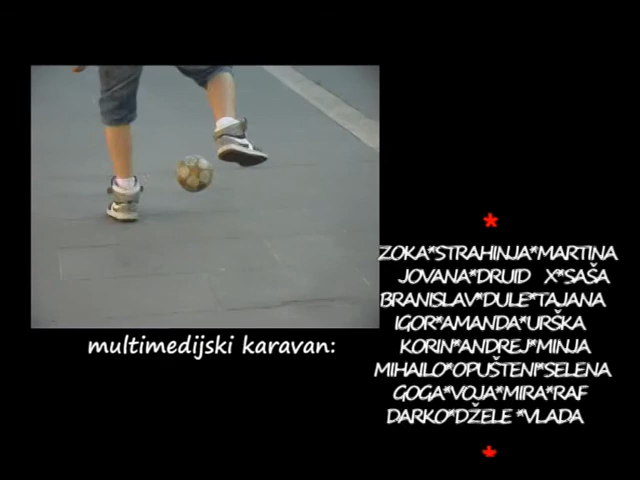 multimedijski karavan:
*
ZOKA*STRAHINJA*MARTINA
JOVANA*DRUID X*SAŠA
BRANISLAV*DULE*TAJANA
IGOR*AMANDA*URŠKA
KORIN*ANDREJ*MINJA
MIHAILO*OPUŠTENI*SELENA
GOGA*VOJA*MIRA*RAF
DARKO*DŽELE *VLADA
*